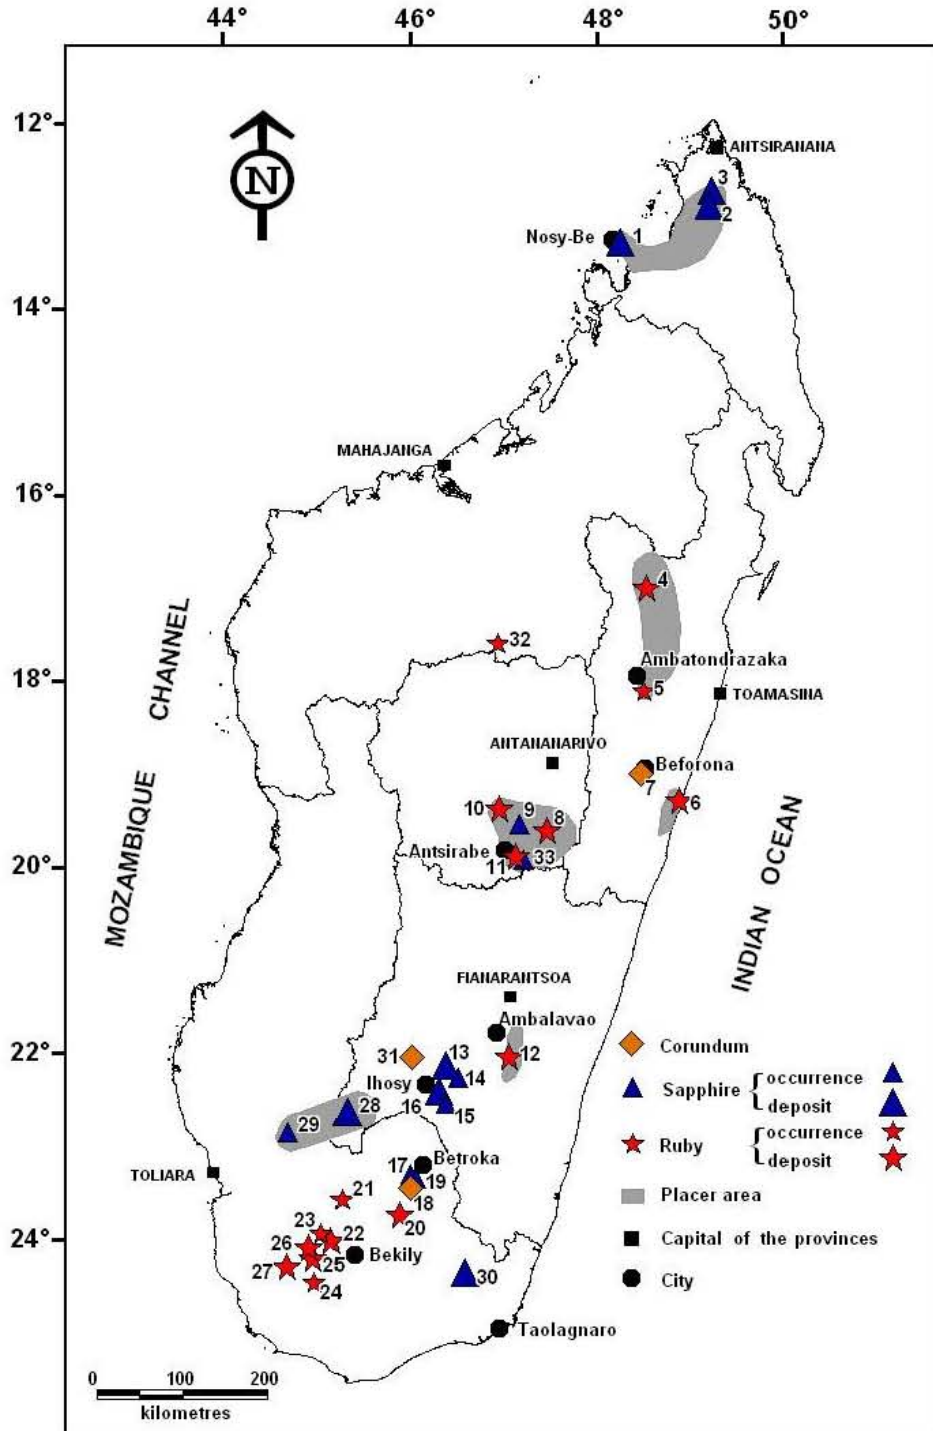 44° 46° 48° 50°
12°
14°
16°
18°
20°
22°
24°
N
ANTSIRANANA
3
2
Nosy-Be 1
MAHAJANGA
4
32
Ambatondrazaka
5
TOAMASINA
MOZAMBIQUE CHANNEL
ANTANANARIVO
Beforona
7
6
10 9 8
Antsirabe
11 33
INDIAN OCEAN
FIANARANTSOA
Ambalavao
12
31 13
14
Ihosy
16 15
28
29
Betroka
17
19
18
TOLIARA
21
20
23
22
26
25
Bekily
27
24
30
Taolagnaro
Corundum
Sapphire { occurrence
deposit
Ruby { occurrence
deposit
Placer area
Capital of the provinces
City
0 100 200
kilometres